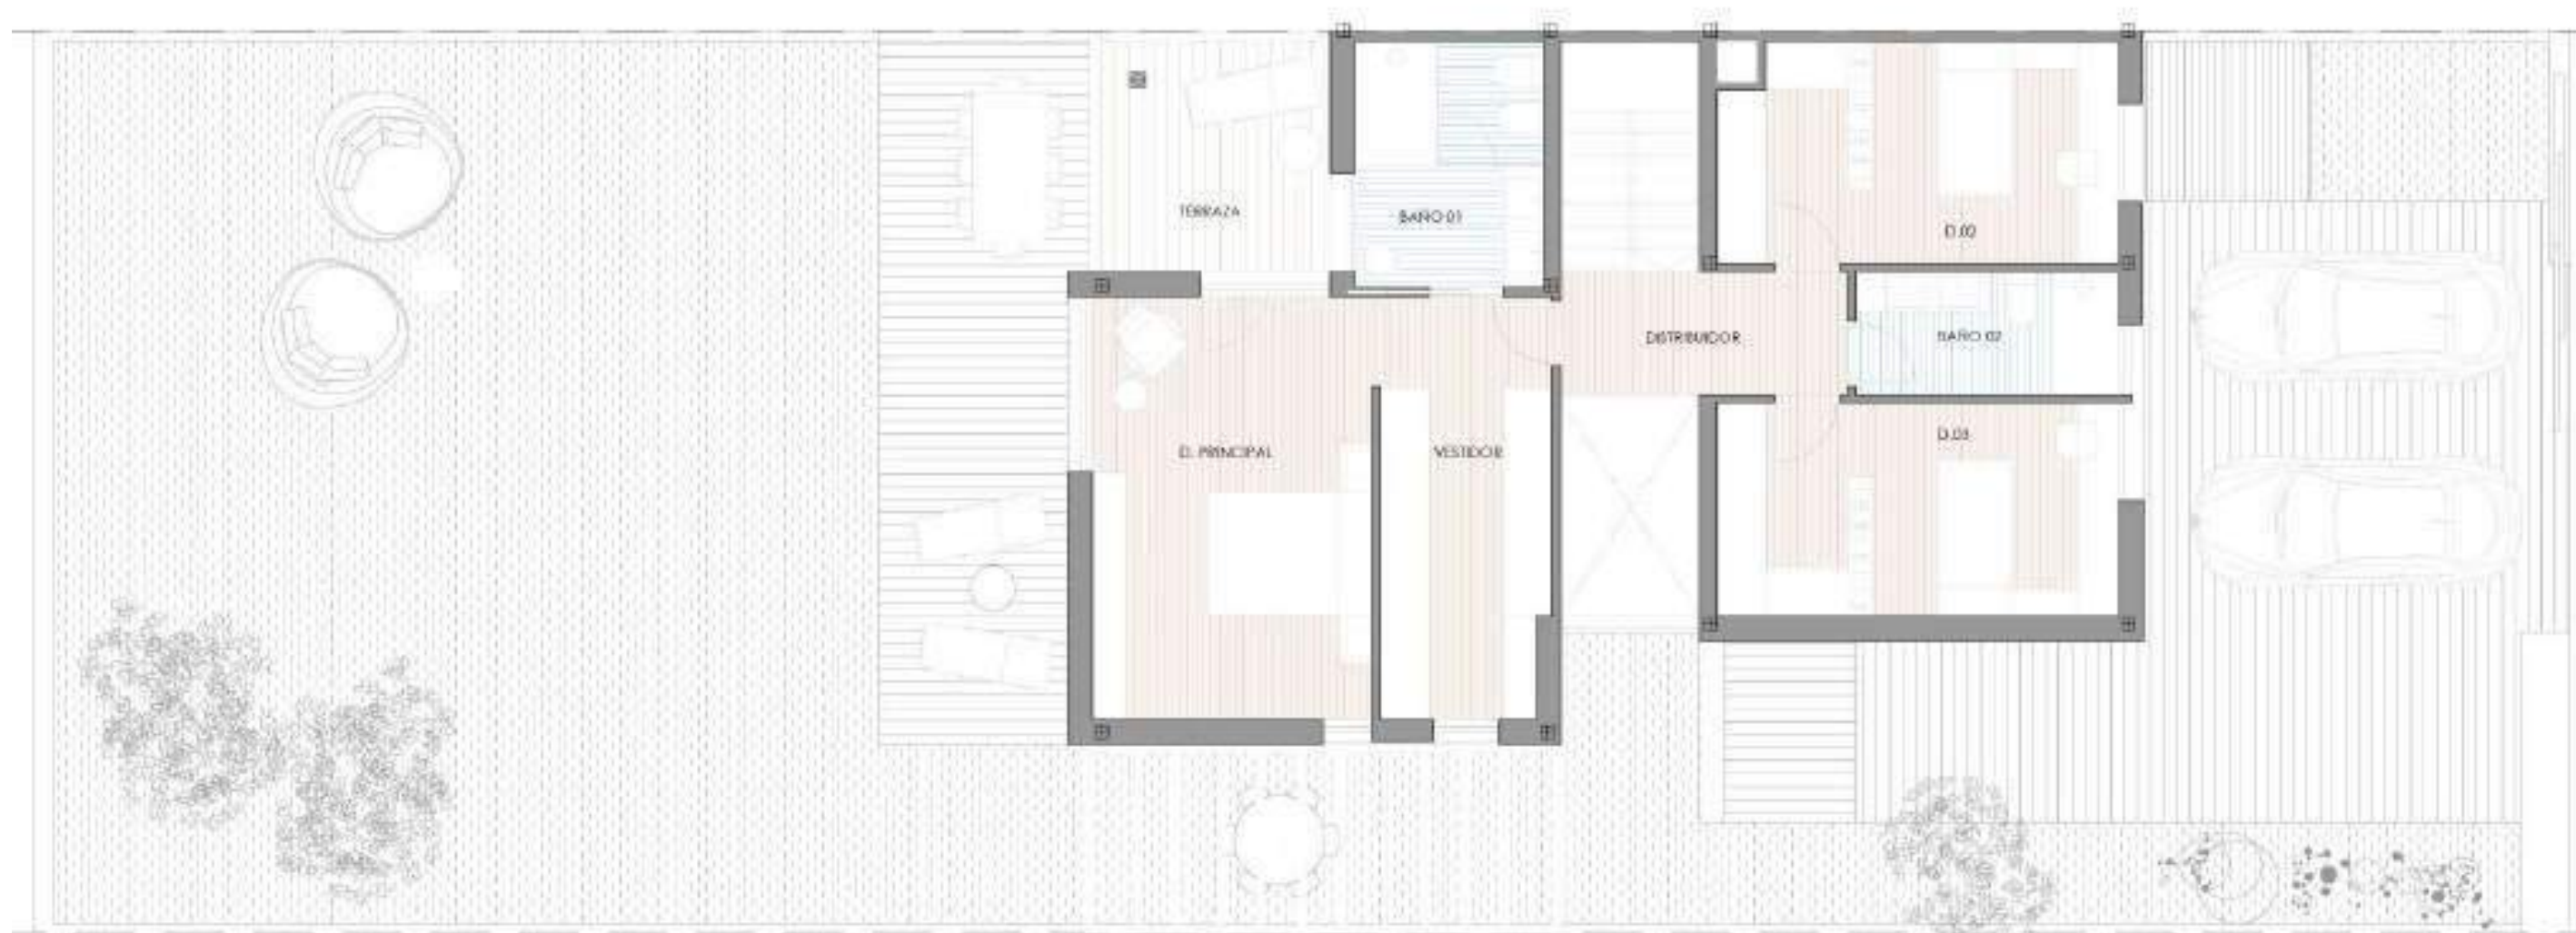 TERRAZA
BAÑO 01
D.02
DISTRIBUIDOR
BAÑO 02
D. PRINCIPAL
VESTIDOR
D.03